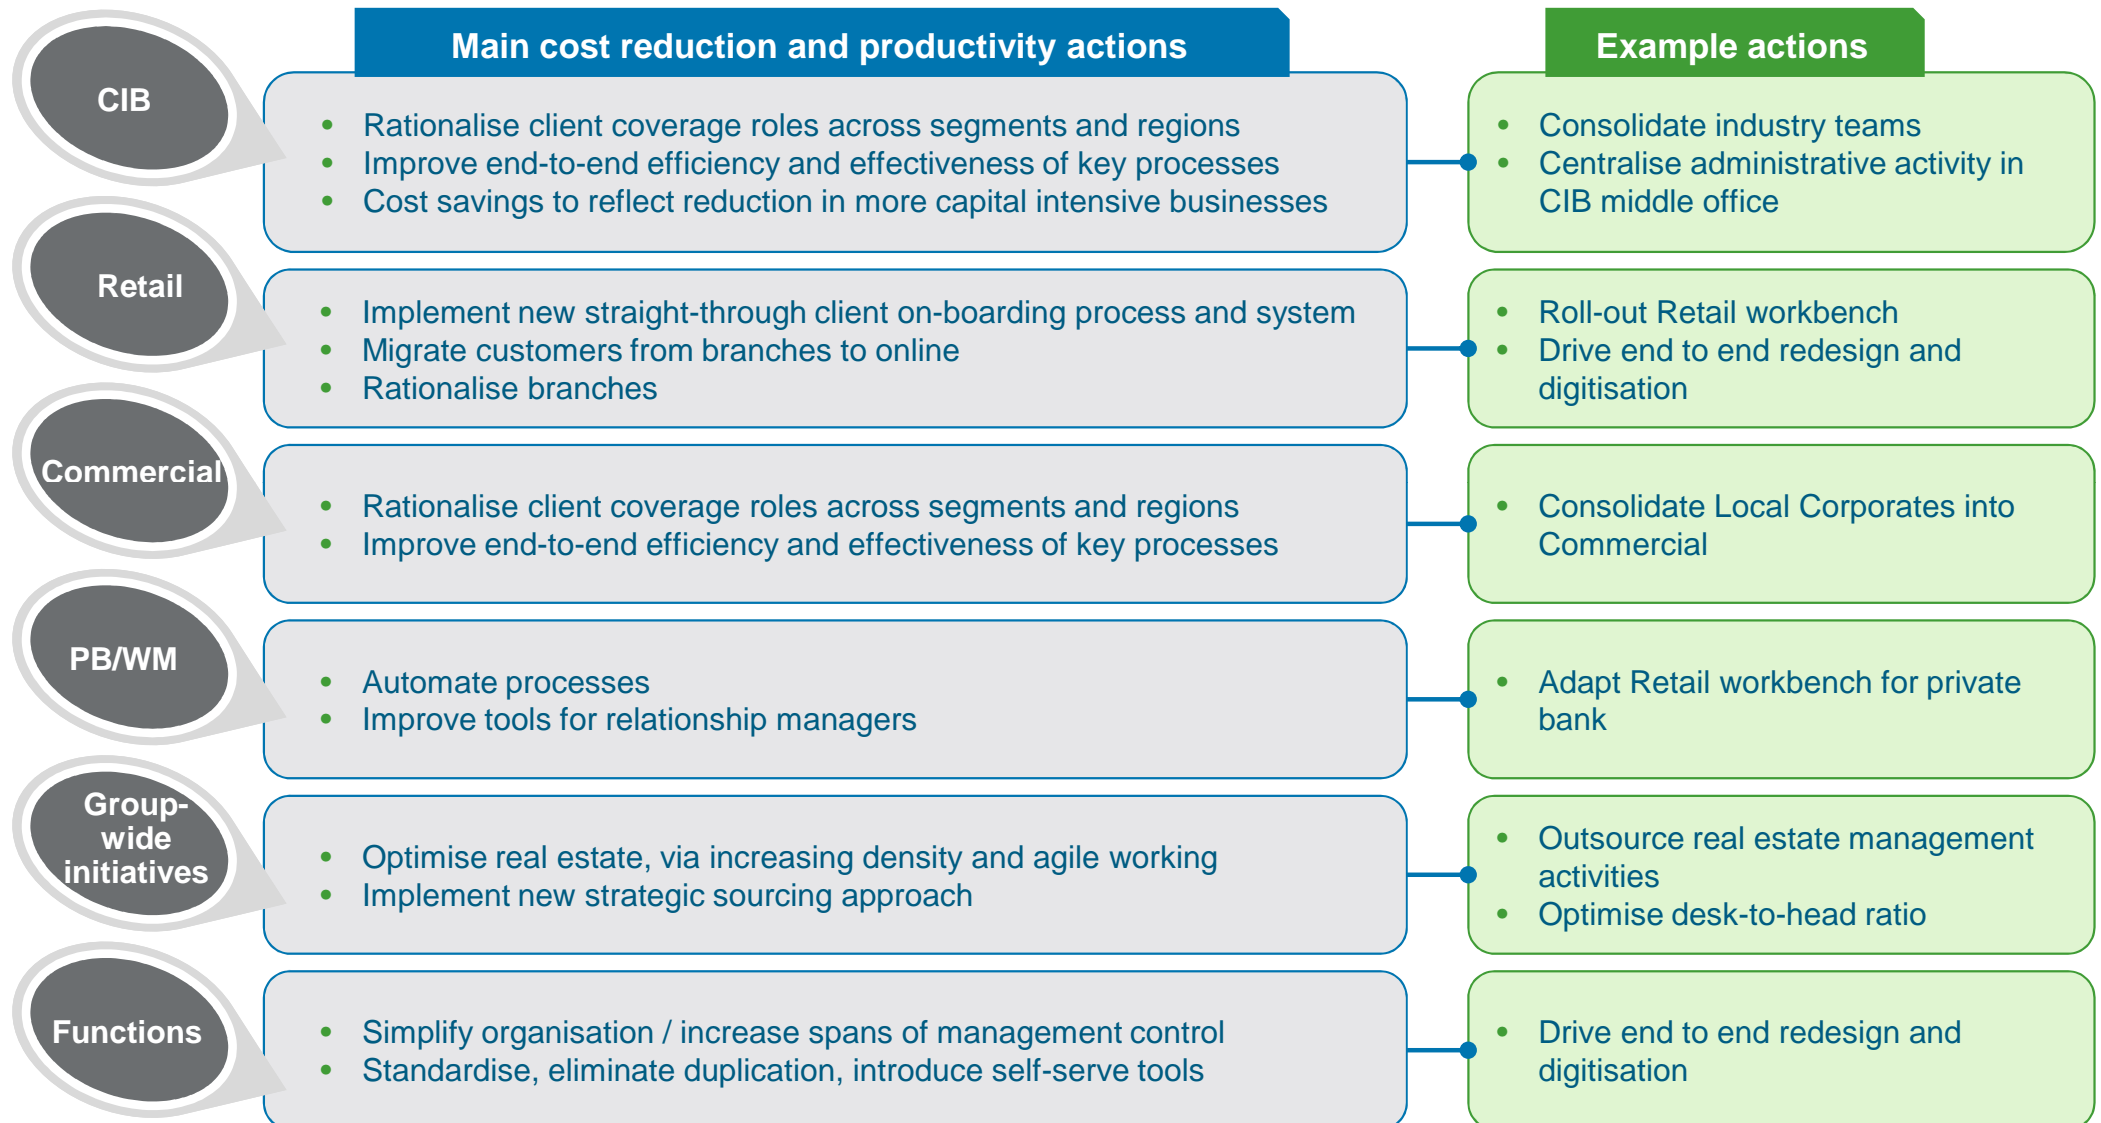 Main cost reduction and productivity actions
Example actions
CIB
• Rationalise client coverage roles across segments and regions
• Improve end-to-end efficiency and effectiveness of key processes
• Cost savings to reflect reduction in more capital intensive businesses
• Consolidate industry teams
• Centralise administrative activity in
CIB middle office
Retail
• Implement new straight-through client on-boarding process and system
• Migrate customers from branches to online
• Rationalise branches
• Roll-out Retail workbench
• Drive end to end redesign and
digitisation
Commercial
• Rationalise client coverage roles across segments and regions
• Improve end-to-end efficiency and effectiveness of key processes
• Consolidate Local Corporates into
Commercial
PB/WM
• Automate processes
• Improve tools for relationship managers
• Adapt Retail workbench for private
bank
Group-
wide
initiatives
• Optimise real estate, via increasing density and agile working
• Implement new strategic sourcing approach
• Outsource real estate management
activities
• Optimise desk-to-head ratio
Functions
• Simplify organisation / increase spans of management control
• Standardise, eliminate duplication, introduce self-serve tools
• Drive end to end redesign and
digitisation